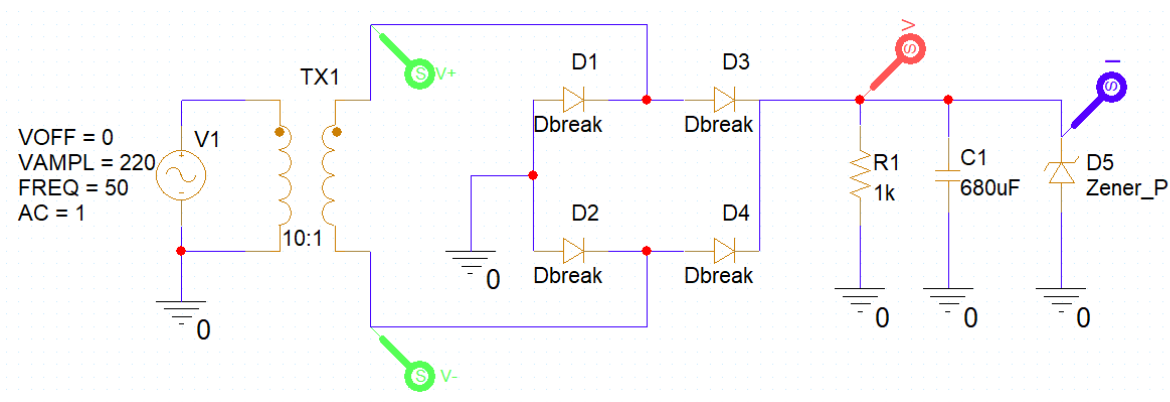 TX1
V1
VOFF = 0
VAMPL = 220
FREQ = 50
AC = 1
10:1
0
S V+
S V-
D1
Dbreak
D3
Dbreak
D2
Dbreak
D4
Dbreak
0
S V
R1
1k
0
C1
680uF
0
S I
D5
Zener_P
0